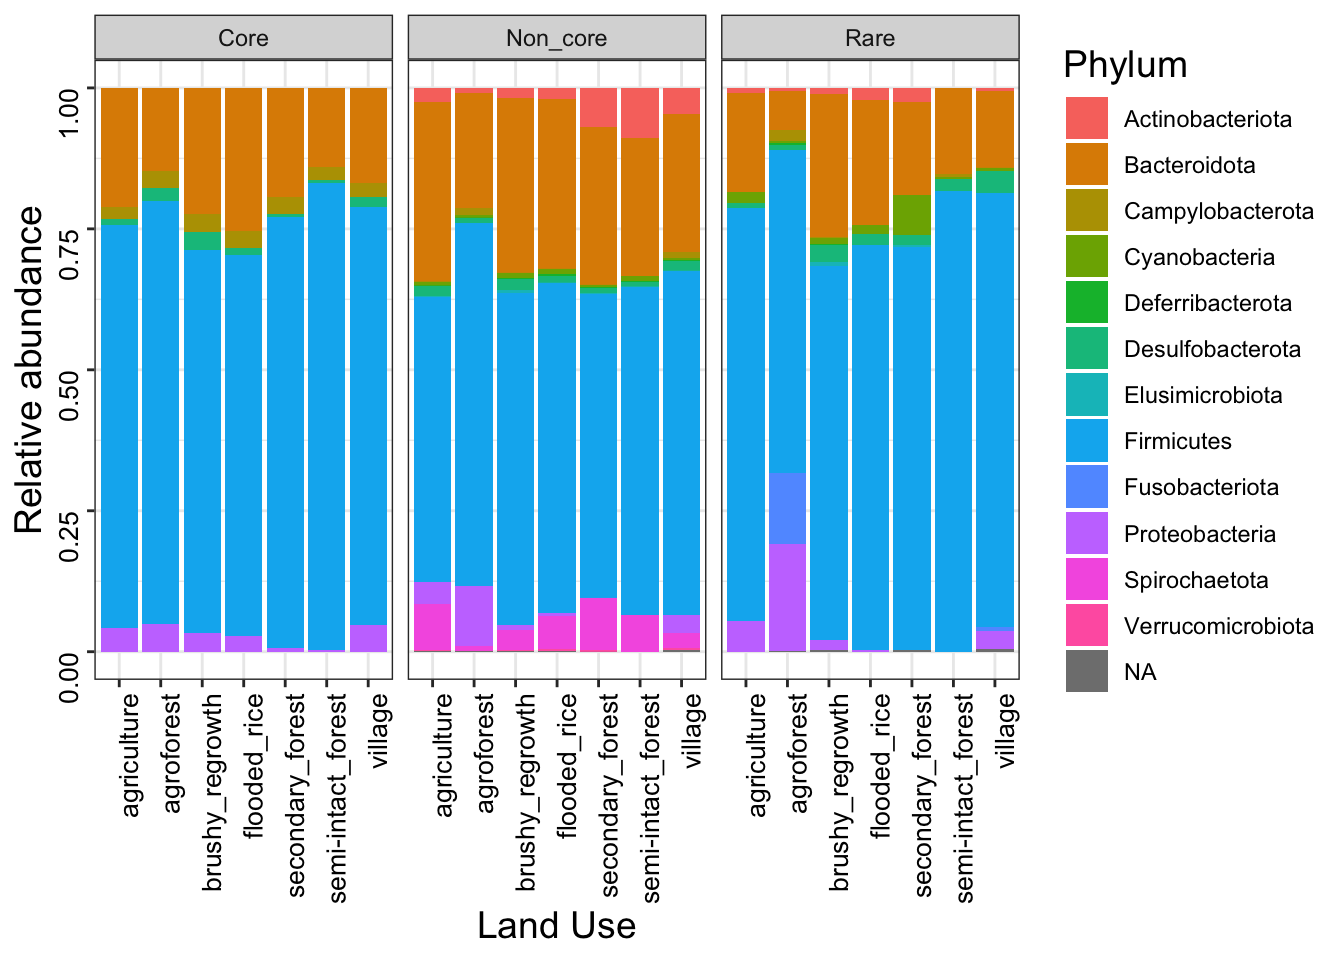 Core
Non_core
Rare
Relative abundance
1.00
0.75
0.50
0.25
0.00
agriculture
agroforest
brushy_regrowth
flooded_rice
secondary_forest
semi-intact_forest
village
agriculture
agroforest
brushy_regrowth
flooded_rice
secondary_forest
semi-intact_forest
village
agriculture
agroforest
brushy_regrowth
flooded_rice
secondary_forest
semi-intact_forest
village
Land Use
Phylum
Actinobacteriota
Bacteroidota
Campylobacterota
Cyanobacteria
Deferribacterota
Desulfobacterota
Elusimicrobiota
Firmicutes
Fusobacteriota
Proteobacteria
Spirochaetota
Verrucomicrobiota
NA